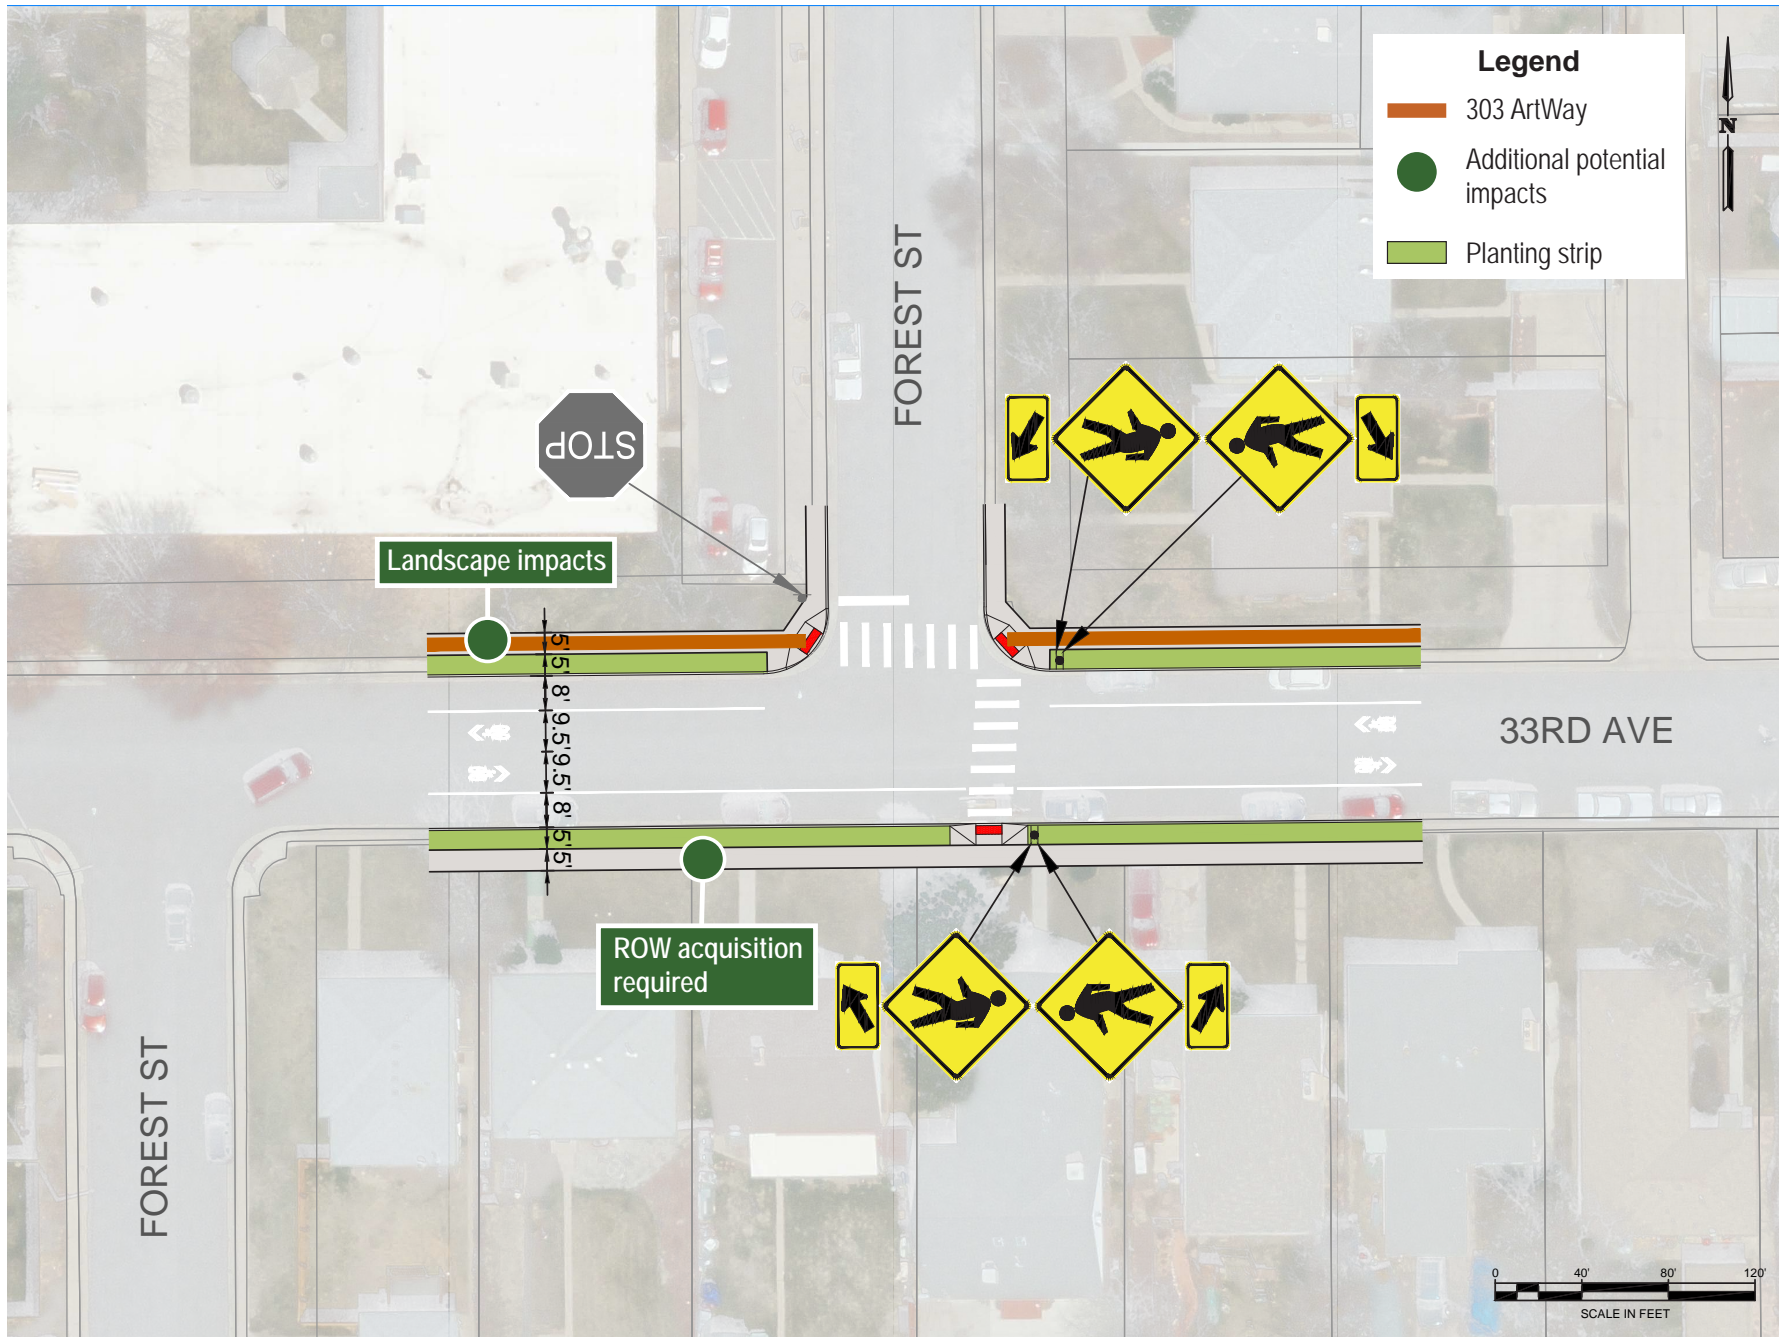 Legend
303 ArtWay
Additional potential
impacts
Planting strip
N
FOREST ST
STOP
Landscape impacts
5'
5'
8'
9.5'
9.5'
8'
5'
5'
33RD AVE
ROW acquisition
required
FOREST ST
0 40' 80' 120'
SCALE IN FEET